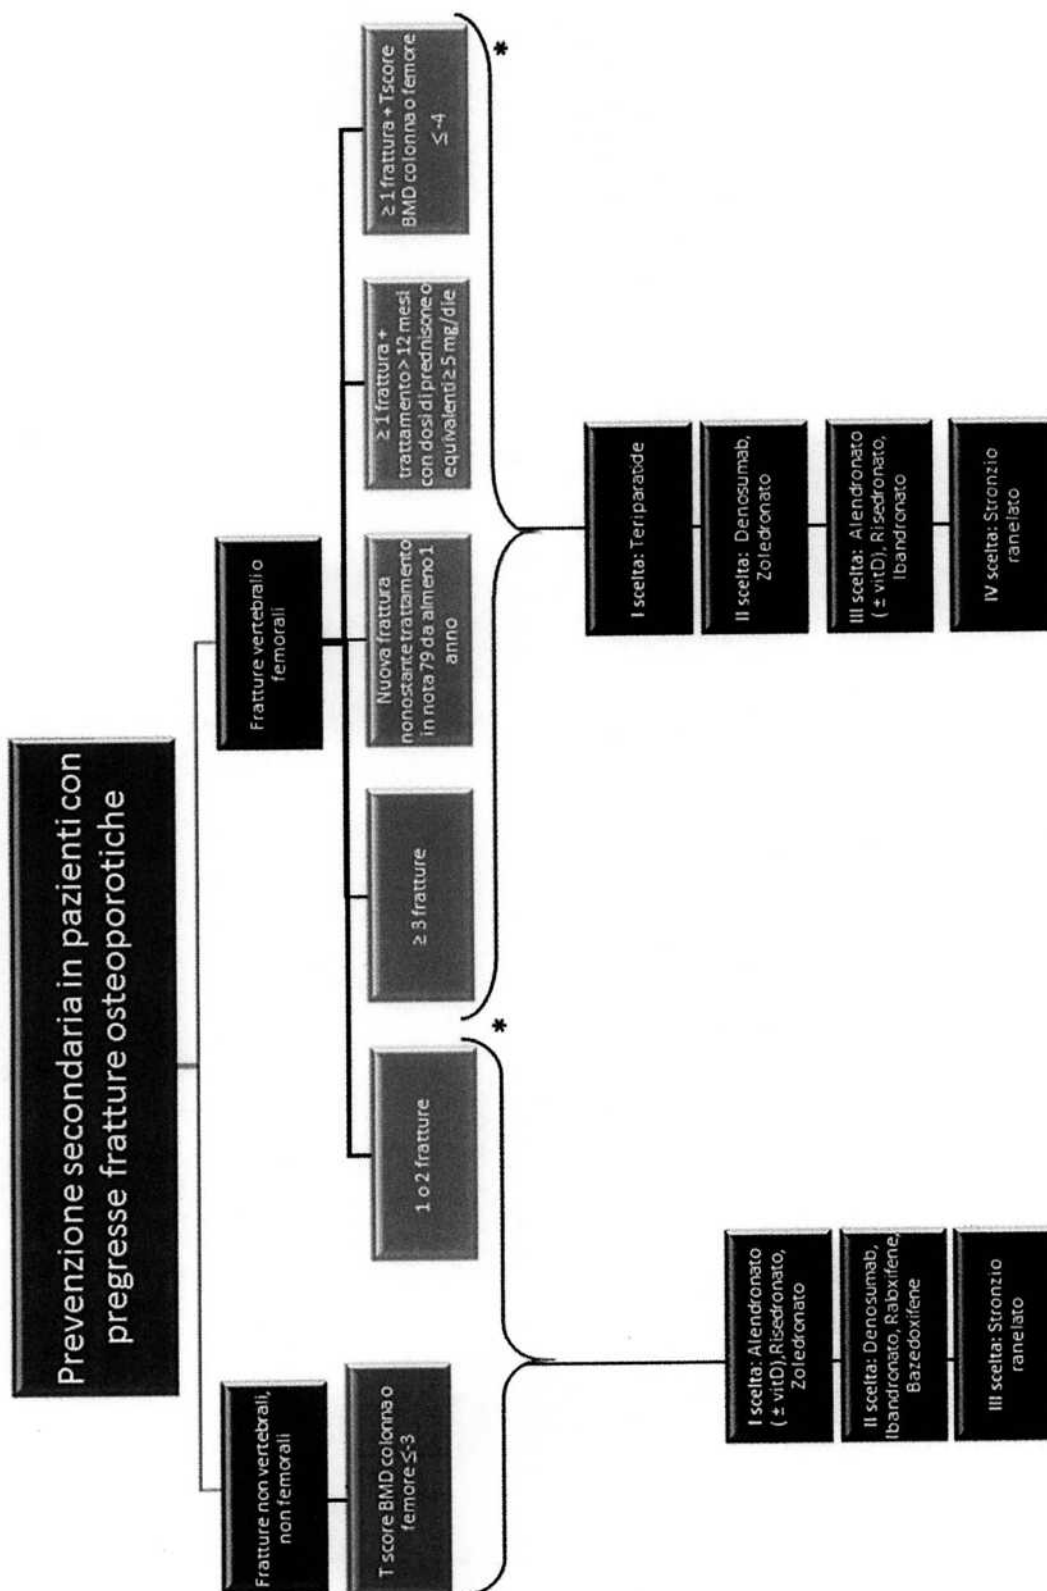 Prevenzione secondaria in pazienti con
pregresse fratture osteoporotiche
Fratture non vertebrali,
non femorali
T score BMD colonna o
femore ≤-3
Fratture vertebrali o
femorali
1 o 2 fratture
≥ 3 fratture
Nuova frattura
nonostante trattamento
in nota 79 da almeno 1
anno
≥ 1 frattura +
trattamento > 12 mesi
con dosi di prednisone o
equivalenti ≥ 5 mg/die
≥ 1 frattura + Tscore
BMD colonna o femore
≤ -4
*
*
I scelta: Alendronato
( ± vitD), Risedronato,
Zoledronato
II scelta: Denosumab,
Ibandronato, Raloxifene,
Bazedoxifene
III scelta: Stronzio
ranelato
I scelta: Teriparatide
II scelta: Denosumab,
Zoledronato
III scelta: Alendronato
( ± vitD), Risedronato,
Ibandronato
IV scelta: Stronzio
ranelato